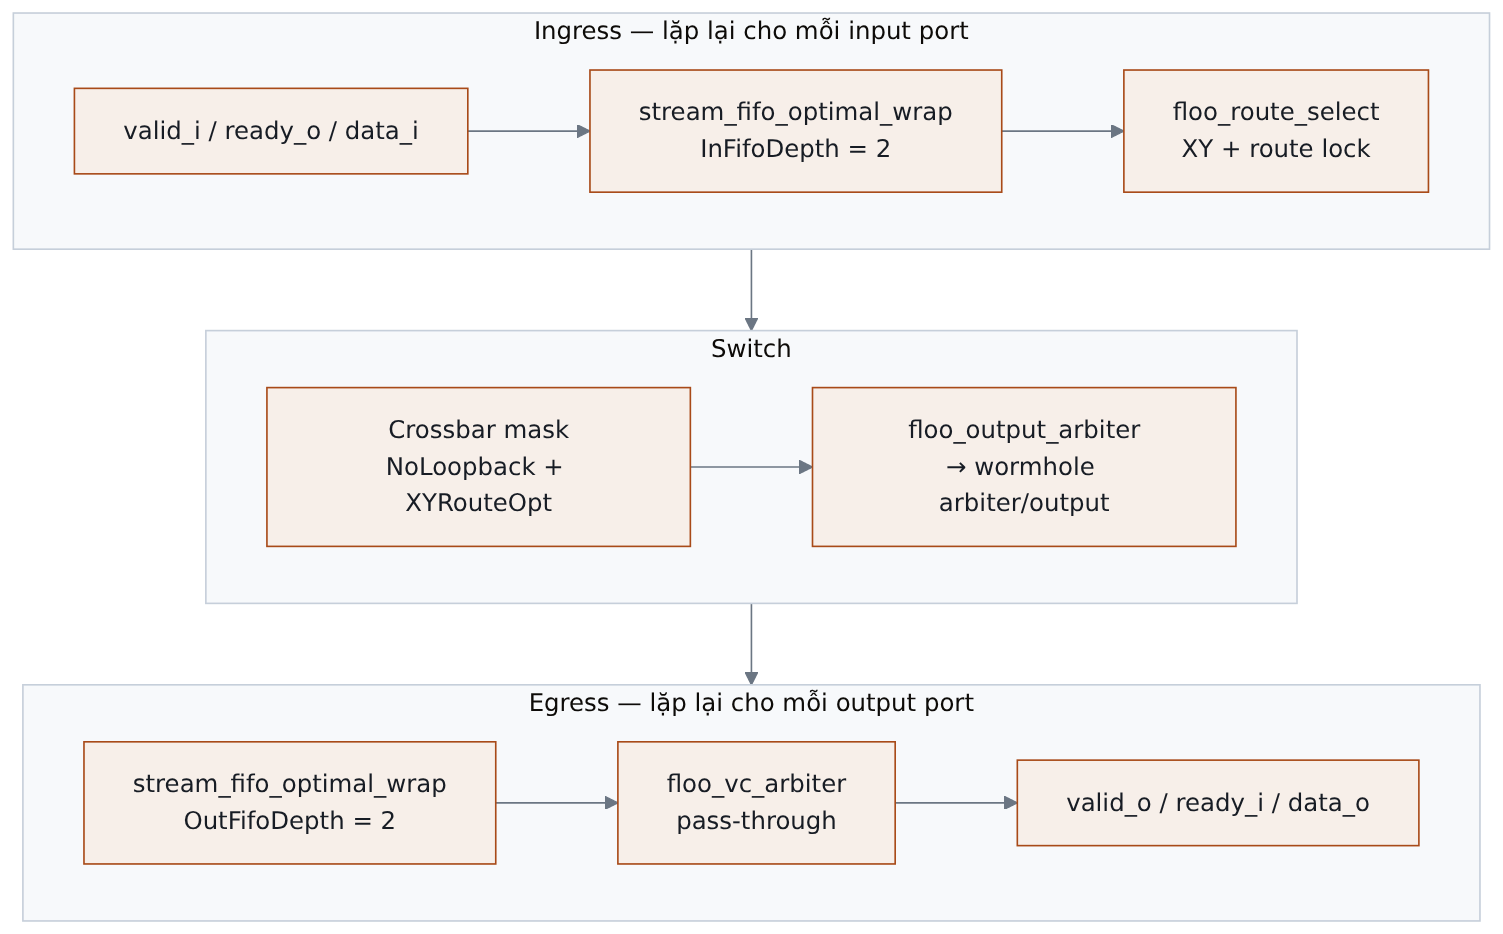 Ingress — lặp lại cho mỗi input port
valid_i / ready_o / data_i
stream_fifo_optimal_wrap
InFifoDepth = 2
floo_route_select
XY + route lock
Switch
Crossbar mask
NoLoopback +
XYRouteOpt
floo_output_arbiter
→ wormhole
arbiter/output
Egress — lặp lại cho mỗi output port
stream_fifo_optimal_wrap
OutFifoDepth = 2
floo_vc_arbiter
pass-through
valid_o / ready_i / data_o